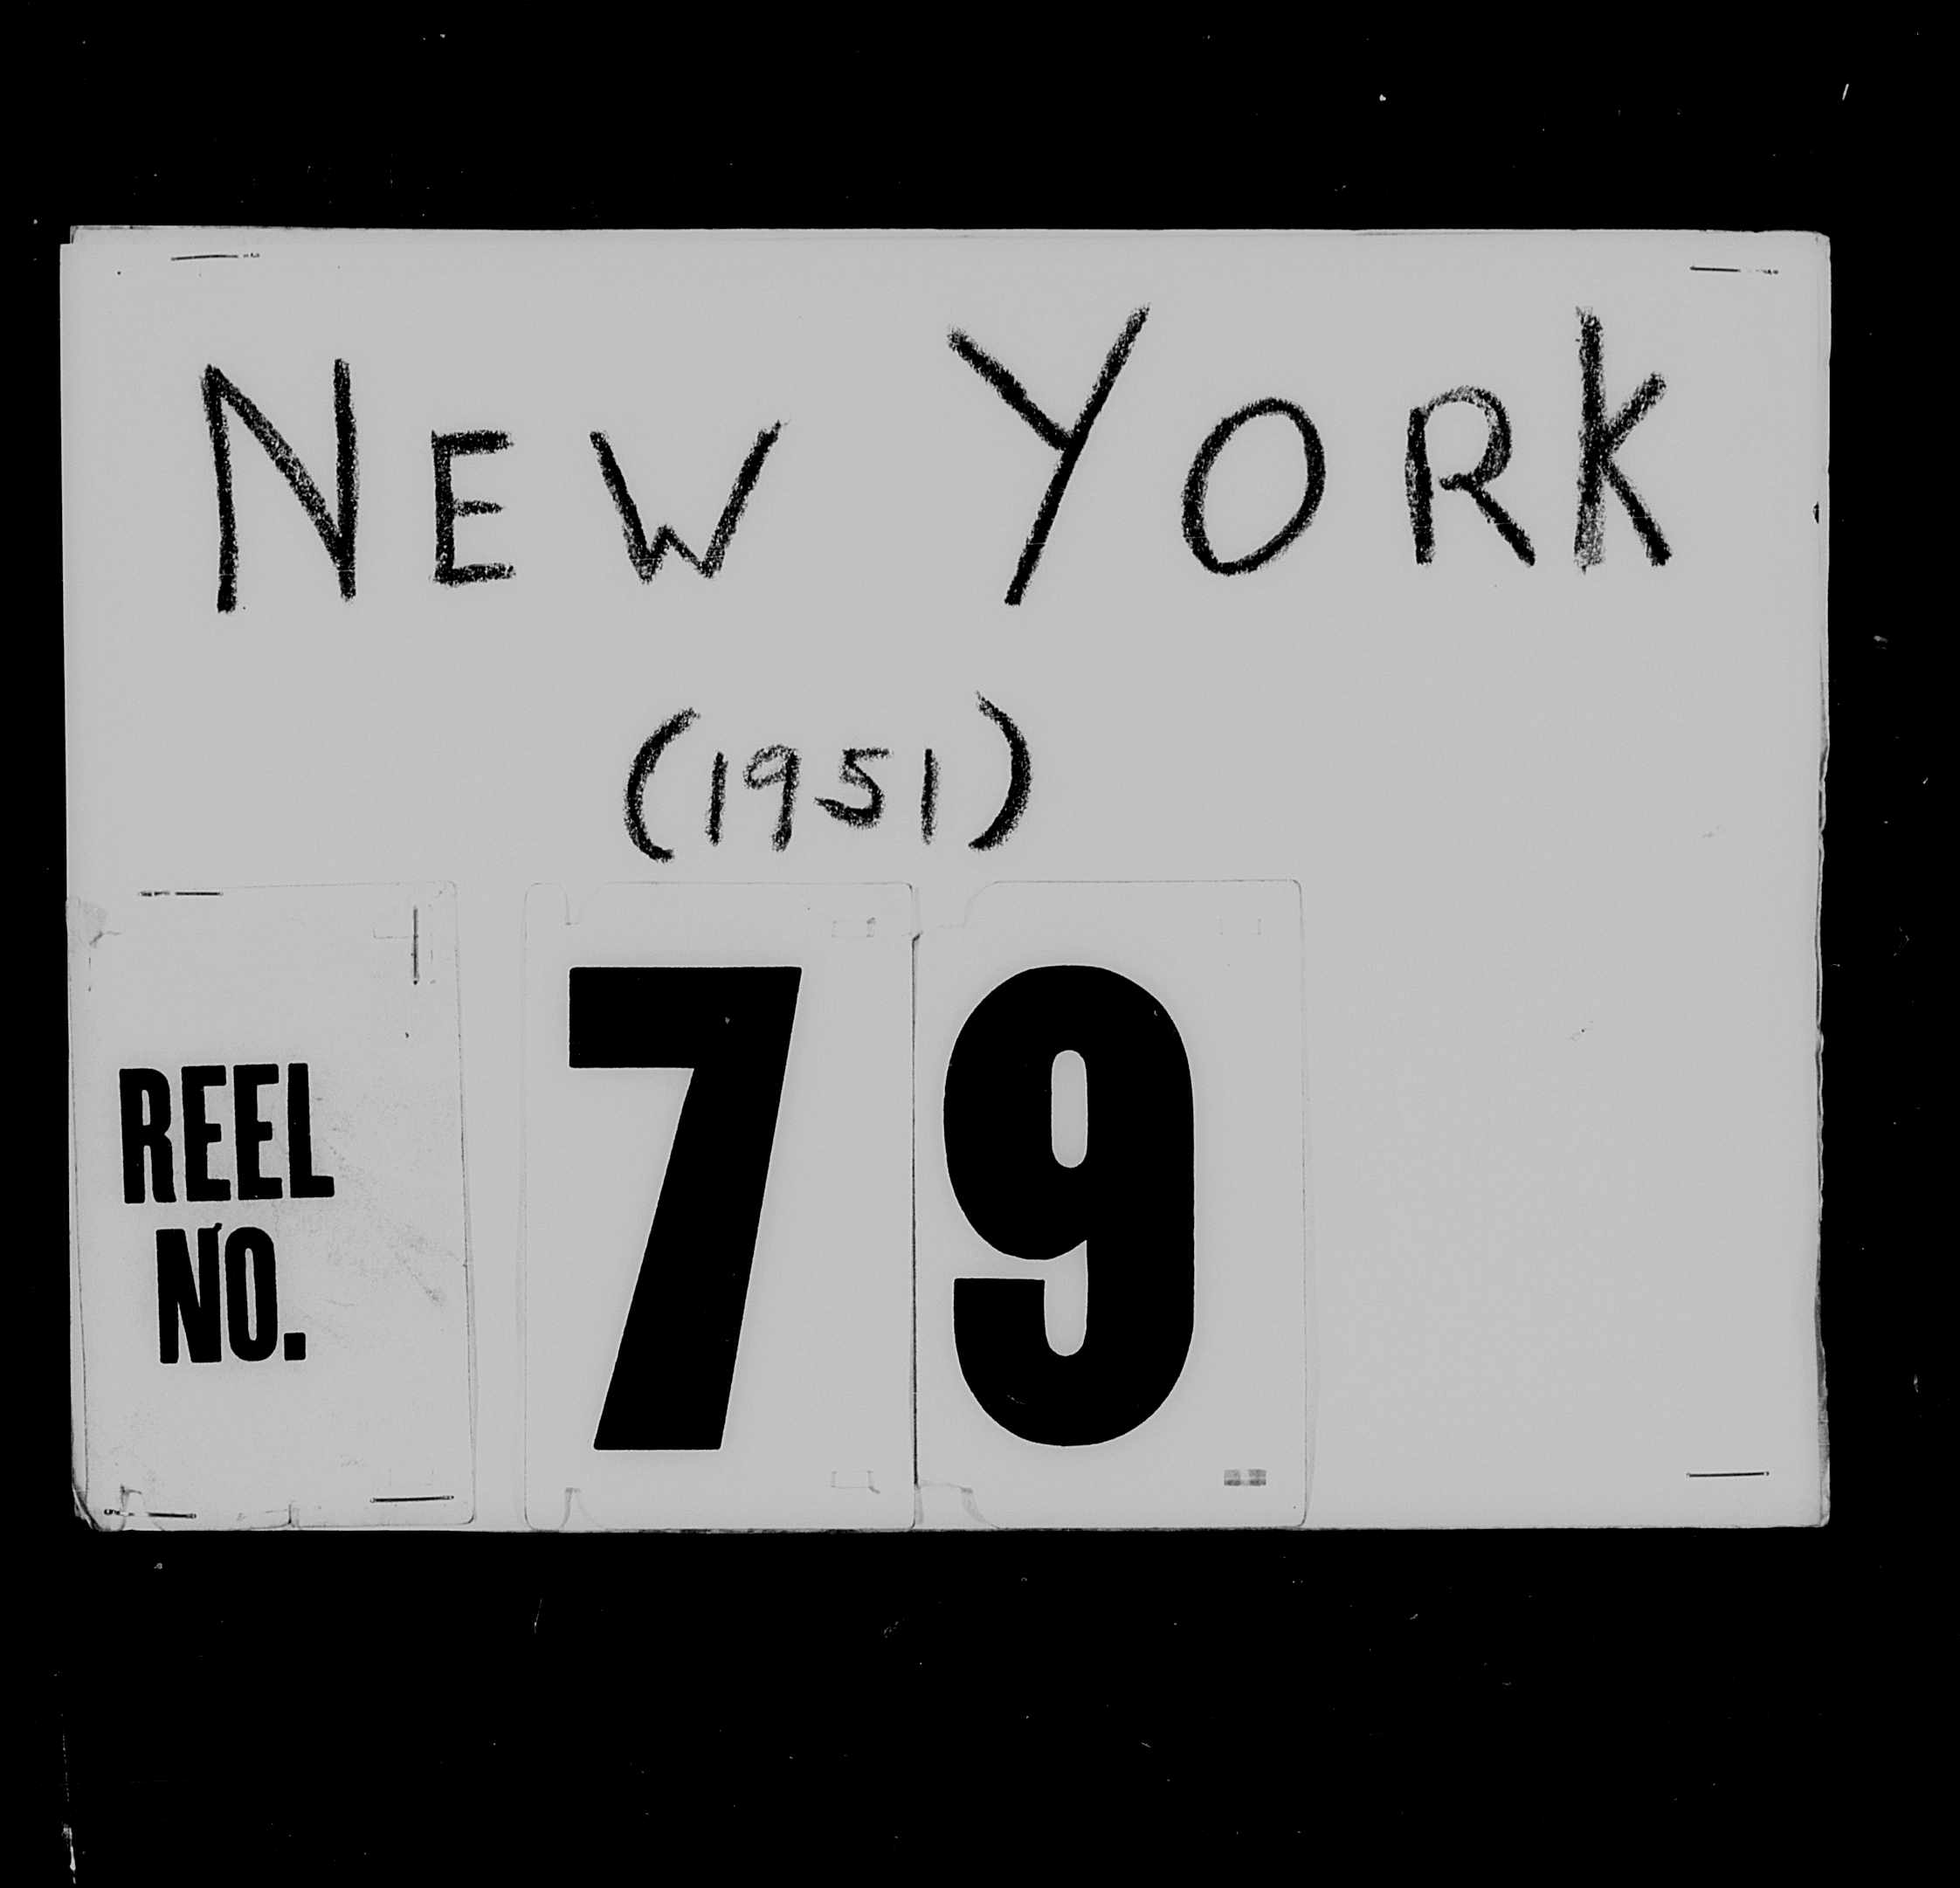 NEW YORK
(1951)
REEL
NO.
79